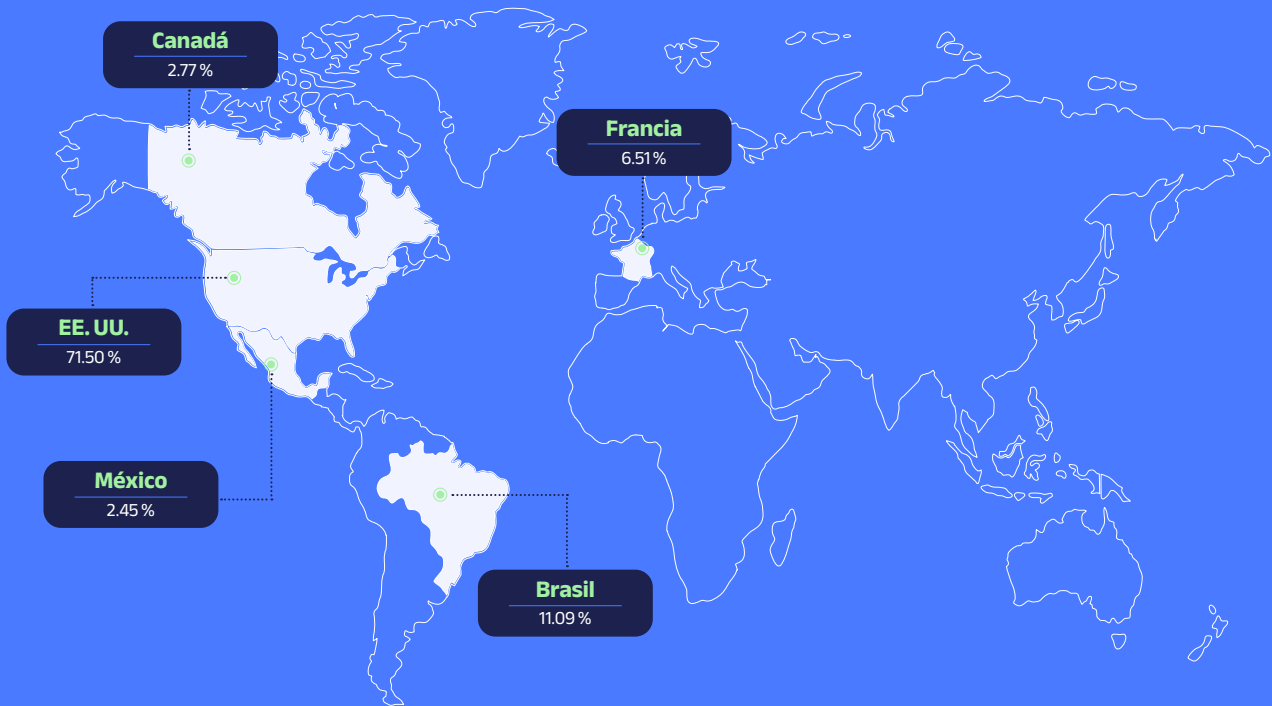 Canadá
2.77 %
Francia
6.51 %
EE. UU.
71.50 %
México
2.45 %
Brasil
11.09 %